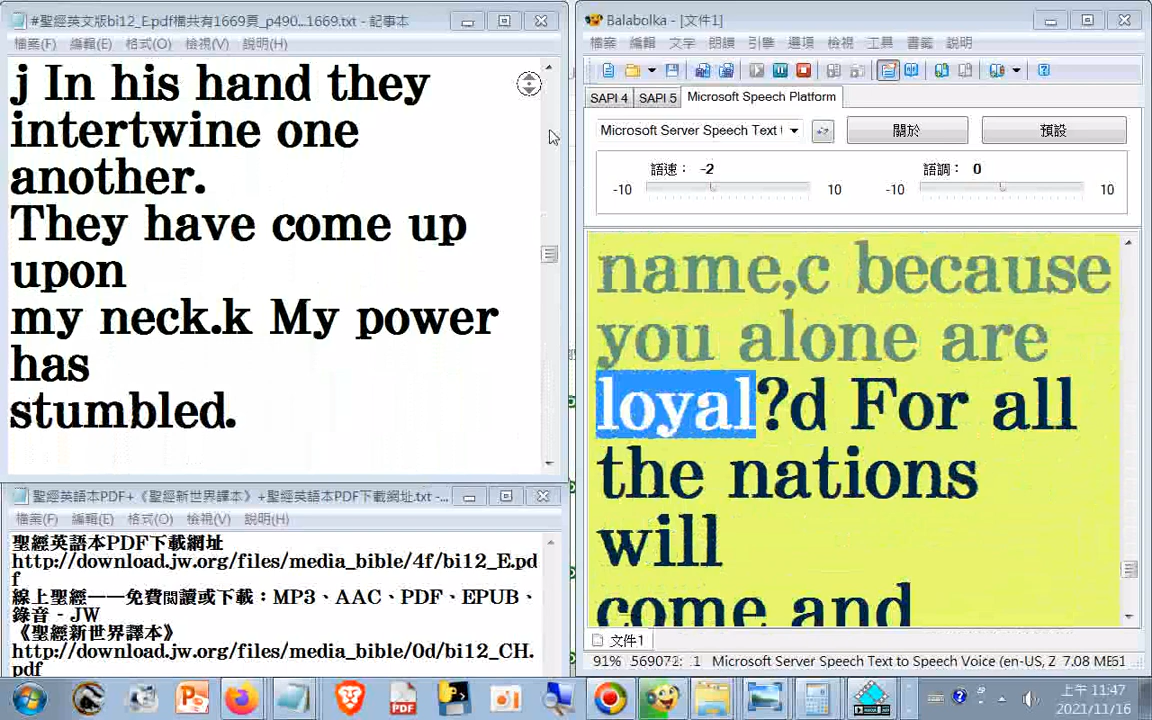 #聖經英文版bi12_E.pdf橫共有1669頁_p490...1669.txt - 記事本
檔案(F) 編輯(E) 格式(O) 檢視(V) 說明(H)
j In his hand they
intertwine one
another.
They have come up
upon
my neck.k My power
has
stumbled.
聖經英語本PDF+《聖經新世界譯本》+聖經英語本PDF下載網址.txt - ...
檔案(F) 編輯(E) 格式(O) 檢視(V) 說明(H)
聖經英語本PDF下載網址
http://download.jw.org/files/media_bible/4f/bi12_E.pd
f
線上聖經——免費閱讀或下載：MP3、AAC、PDF、EPUB、
錄音 - JW
《聖經新世界譯本》
http://download.jw.org/files/media_bible/0d/bi12_CH.
pdf
Balabolka - [文件1]
檔案 編輯 文字 朗讀 引擎 選項 檢視 工具 書籤 說明
SAPI 4 SAPI 5 Microsoft Speech Platform
Microsoft Server Speech Text 關於 預設
語速： -2 語調： 0
-10 10 -10 10
name,c because
you alone are
loyal?d For all
the nations
will
come and
文件1
91% 569072: 1 Microsoft Server Speech Text to Speech Voice (en-US, Z 7.08 MB
上午 11:47
2021/11/16